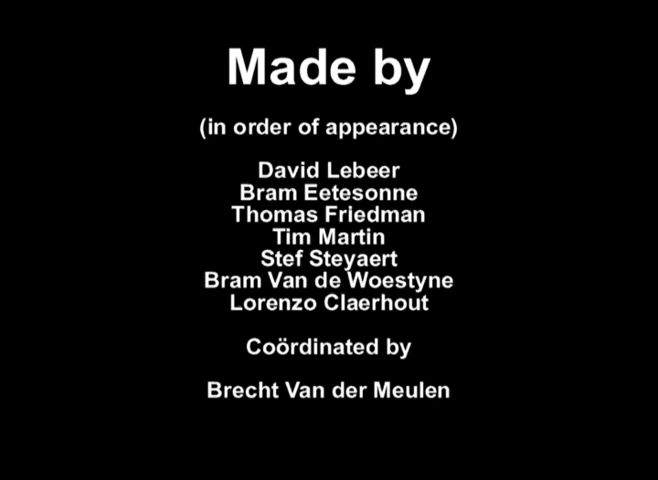 Made by
(in order of appearance)
David Lebeer
Bram Eetesonne
Thomas Friedman
Tim Martin
Stef Steyaert
Bram Van de Woestyne
Lorenzo Claerhout
Coördinated by
Brecht Van der Meulen